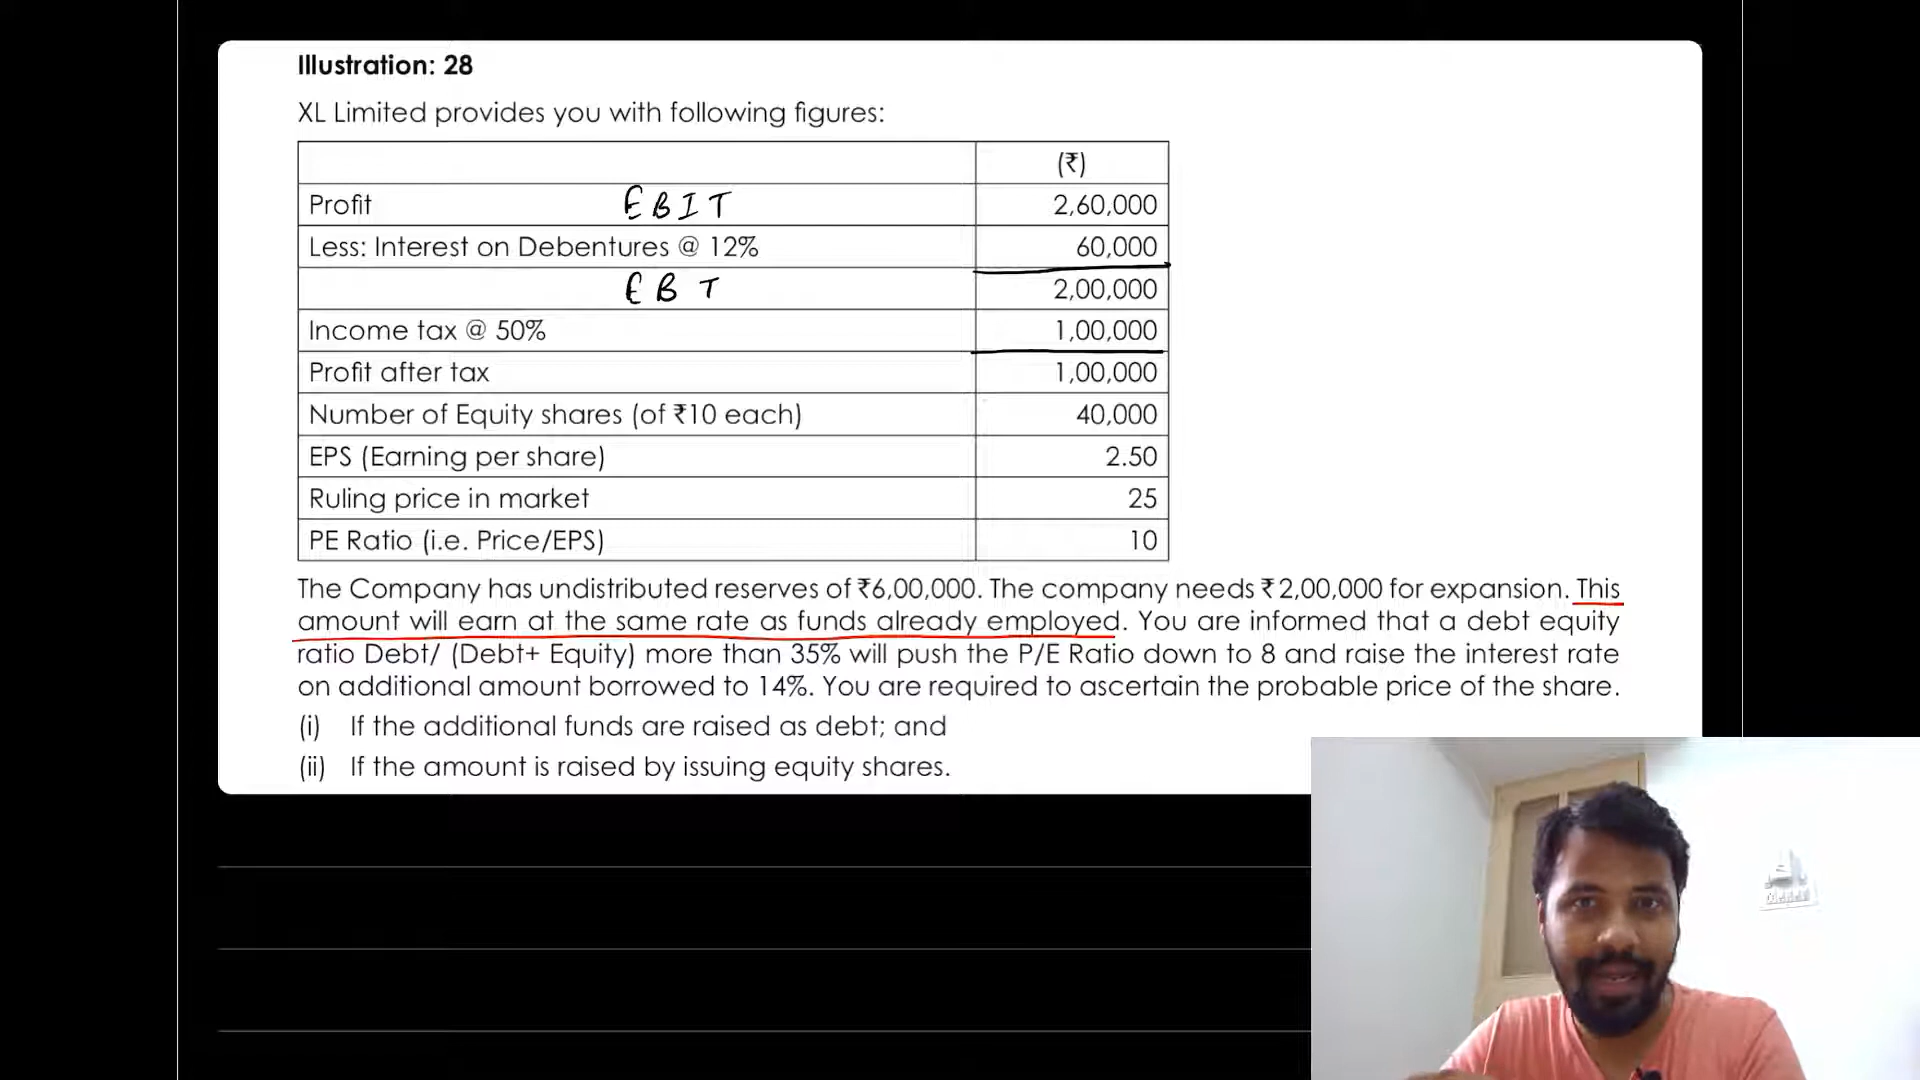 Illustration: 28
XL Limited provides you with following figures:
(₹)
Profit EBIT 2,60,000
Less: Interest on Debentures @ 12% 60,000
EBT 2,00,000
Income tax @ 50% 1,00,000
Profit after tax 1,00,000
Number of Equity shares (of ₹10 each) 40,000
EPS (Earning per share) 2.50
Ruling price in market 25
PE Ratio (i.e. Price/EPS) 10
The Company has undistributed reserves of ₹6,00,000. The company needs ₹2,00,000 for expansion. This
amount will earn at the same rate as funds already employed. You are informed that a debt equity
ratio Debt/ (Debt+ Equity) more than 35% will push the P/E Ratio down to 8 and raise the interest rate
on additional amount borrowed to 14%. You are required to ascertain the probable price of the share.
(i) If the additional funds are raised as debt; and
(ii) If the amount is raised by issuing equity shares.